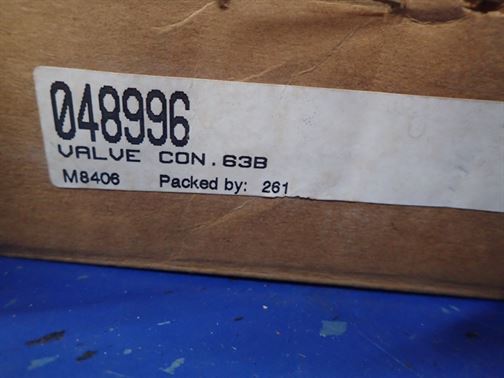 048996
VALVE CON.63B
M8406 Packed by: 261